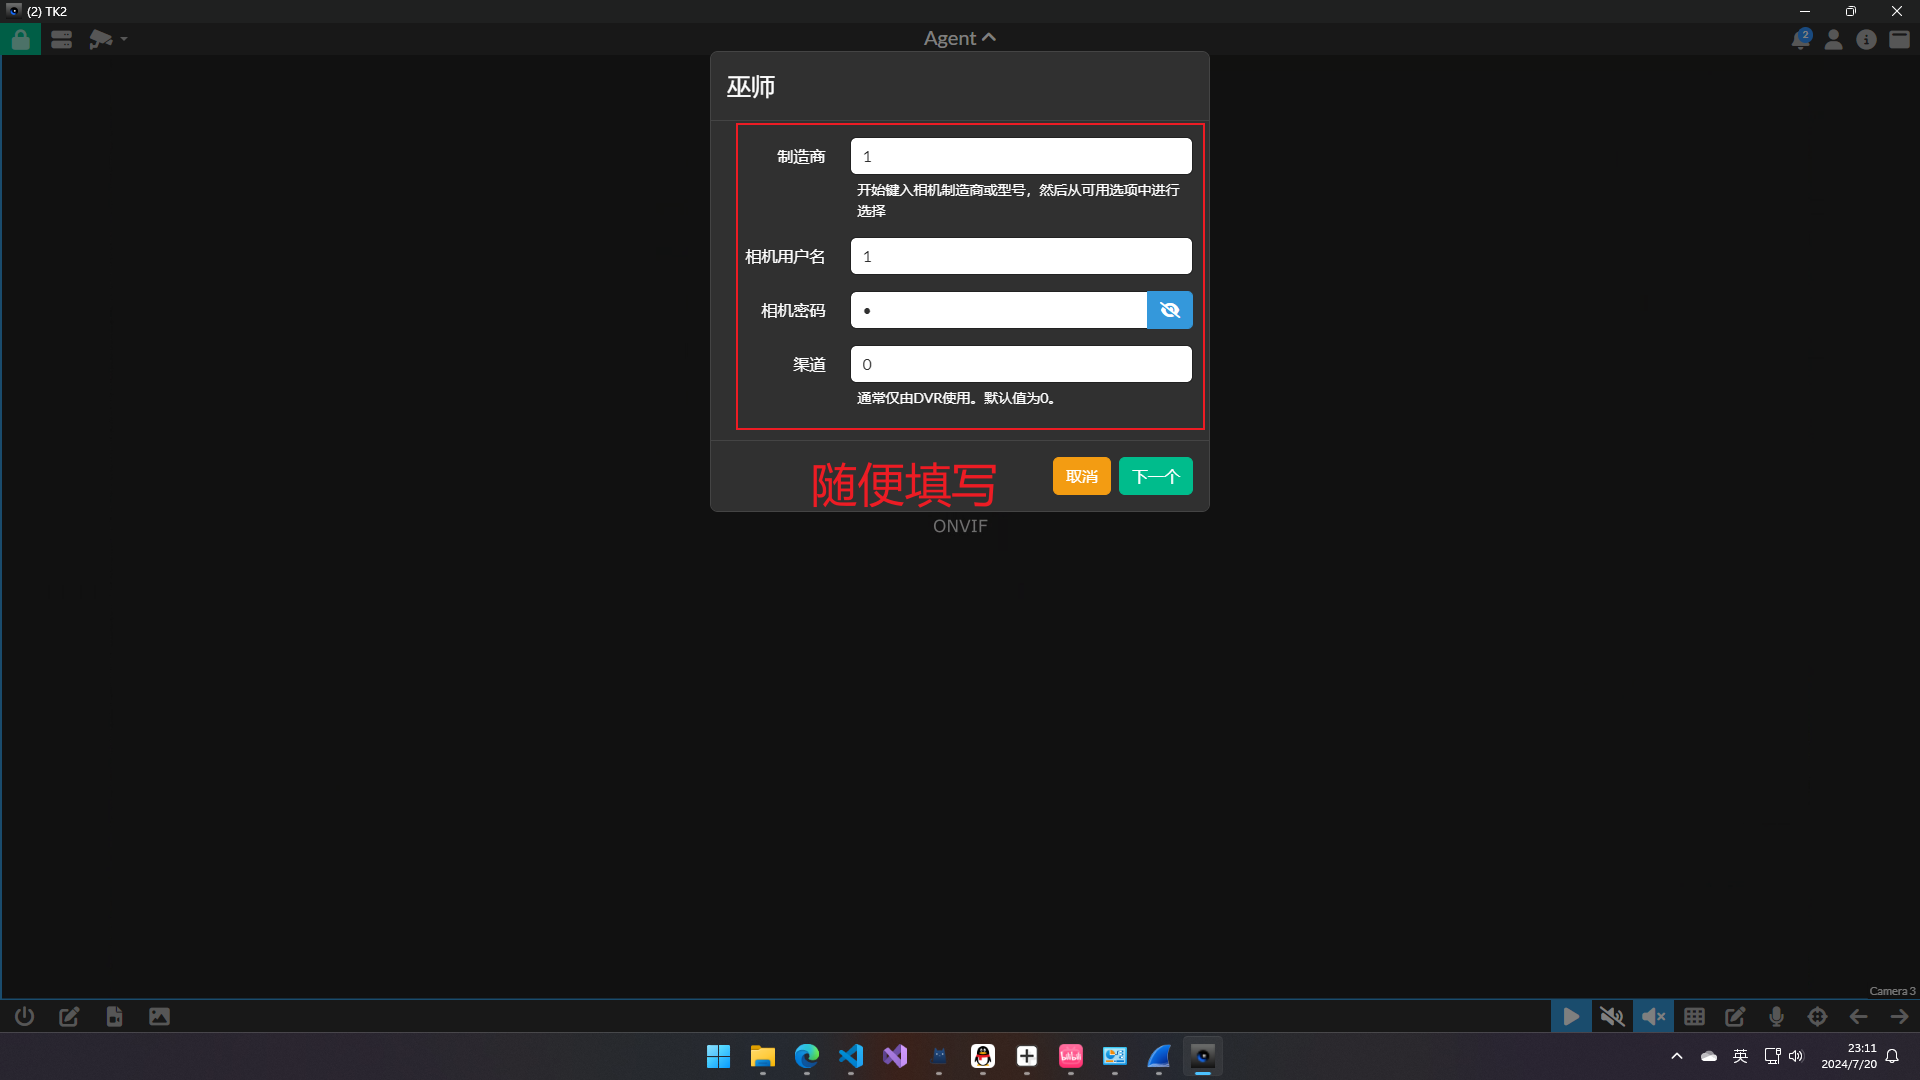 (2) TK2
Agent
2
巫师
制造商
1
开始键入相机制造商或型号，然后从可用选项中进行
选择
相机用户名
1
相机密码
•
渠道
0
通常仅由DVR使用。默认值为0。
随便填写
取消
下一个
ONVIF
Camera 3
英
23:11
2024/7/20